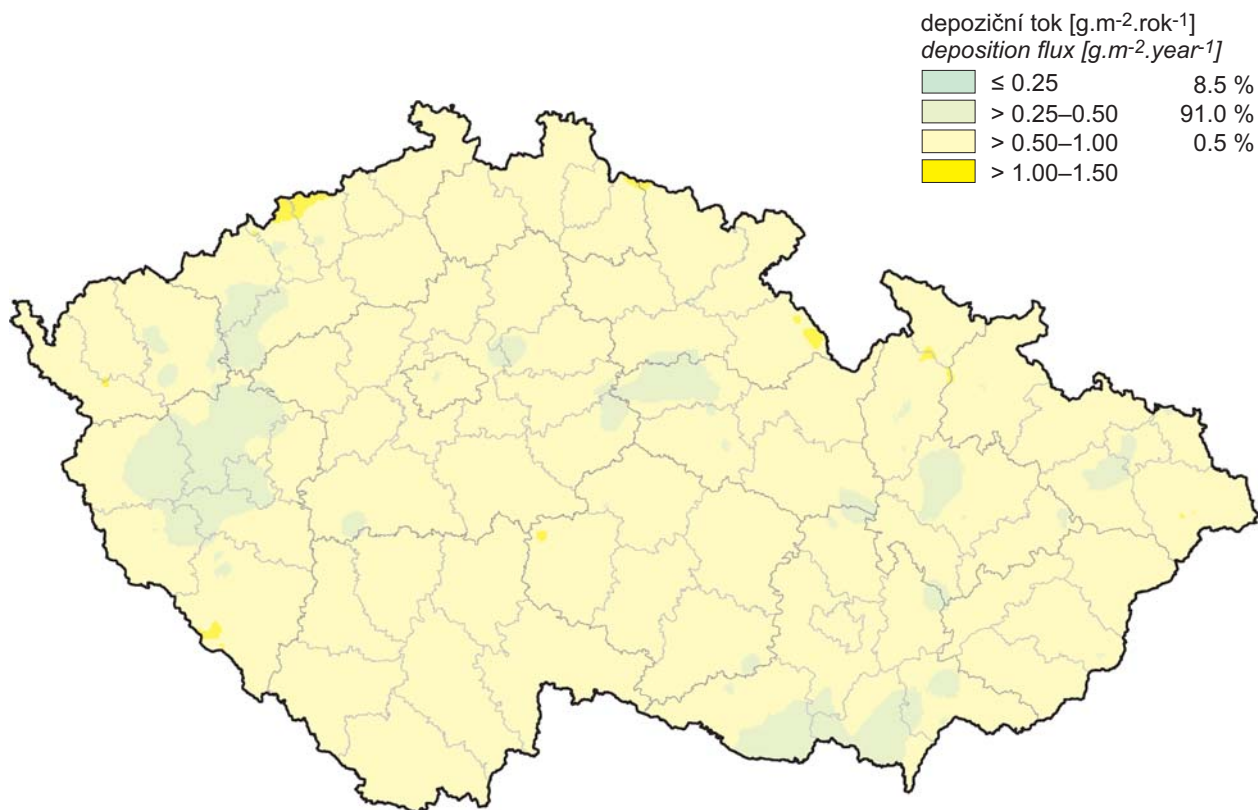 depoziční tok [g.m-2.rok-1]
deposition flux [g.m-2.year-1]
≤ 0.25 8.5 %
> 0.25–0.50 91.0 %
> 0.50–1.00 0.5 %
> 1.00–1.50